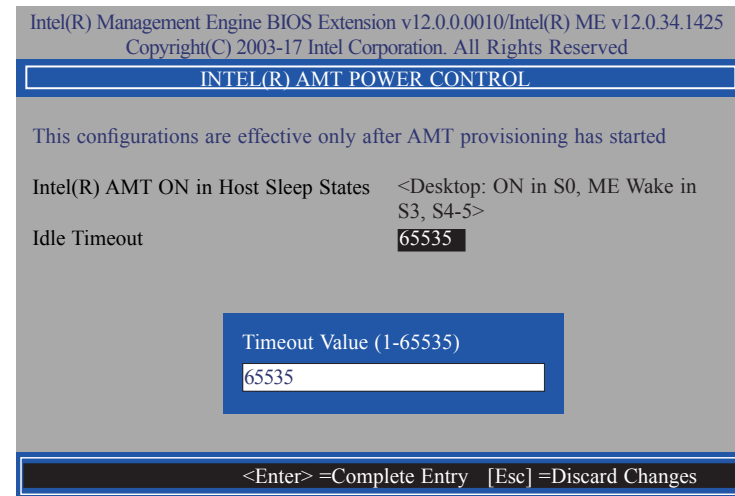 Intel(R) Management Engine BIOS Extension v12.0.0.0010/Intel(R) ME v12.0.34.1425
Copyright(C) 2003-17 Intel Corporation. All Rights Reserved
INTEL(R) AMT POWER CONTROL
This configurations are effective only after AMT provisioning has started
Intel(R) AMT ON in Host Sleep States <Desktop: ON in S0, ME Wake in
S3, S4-5>
Idle Timeout 65535
Timeout Value (1-65535)
65535
<Enter> =Complete Entry [Esc] =Discard Changes